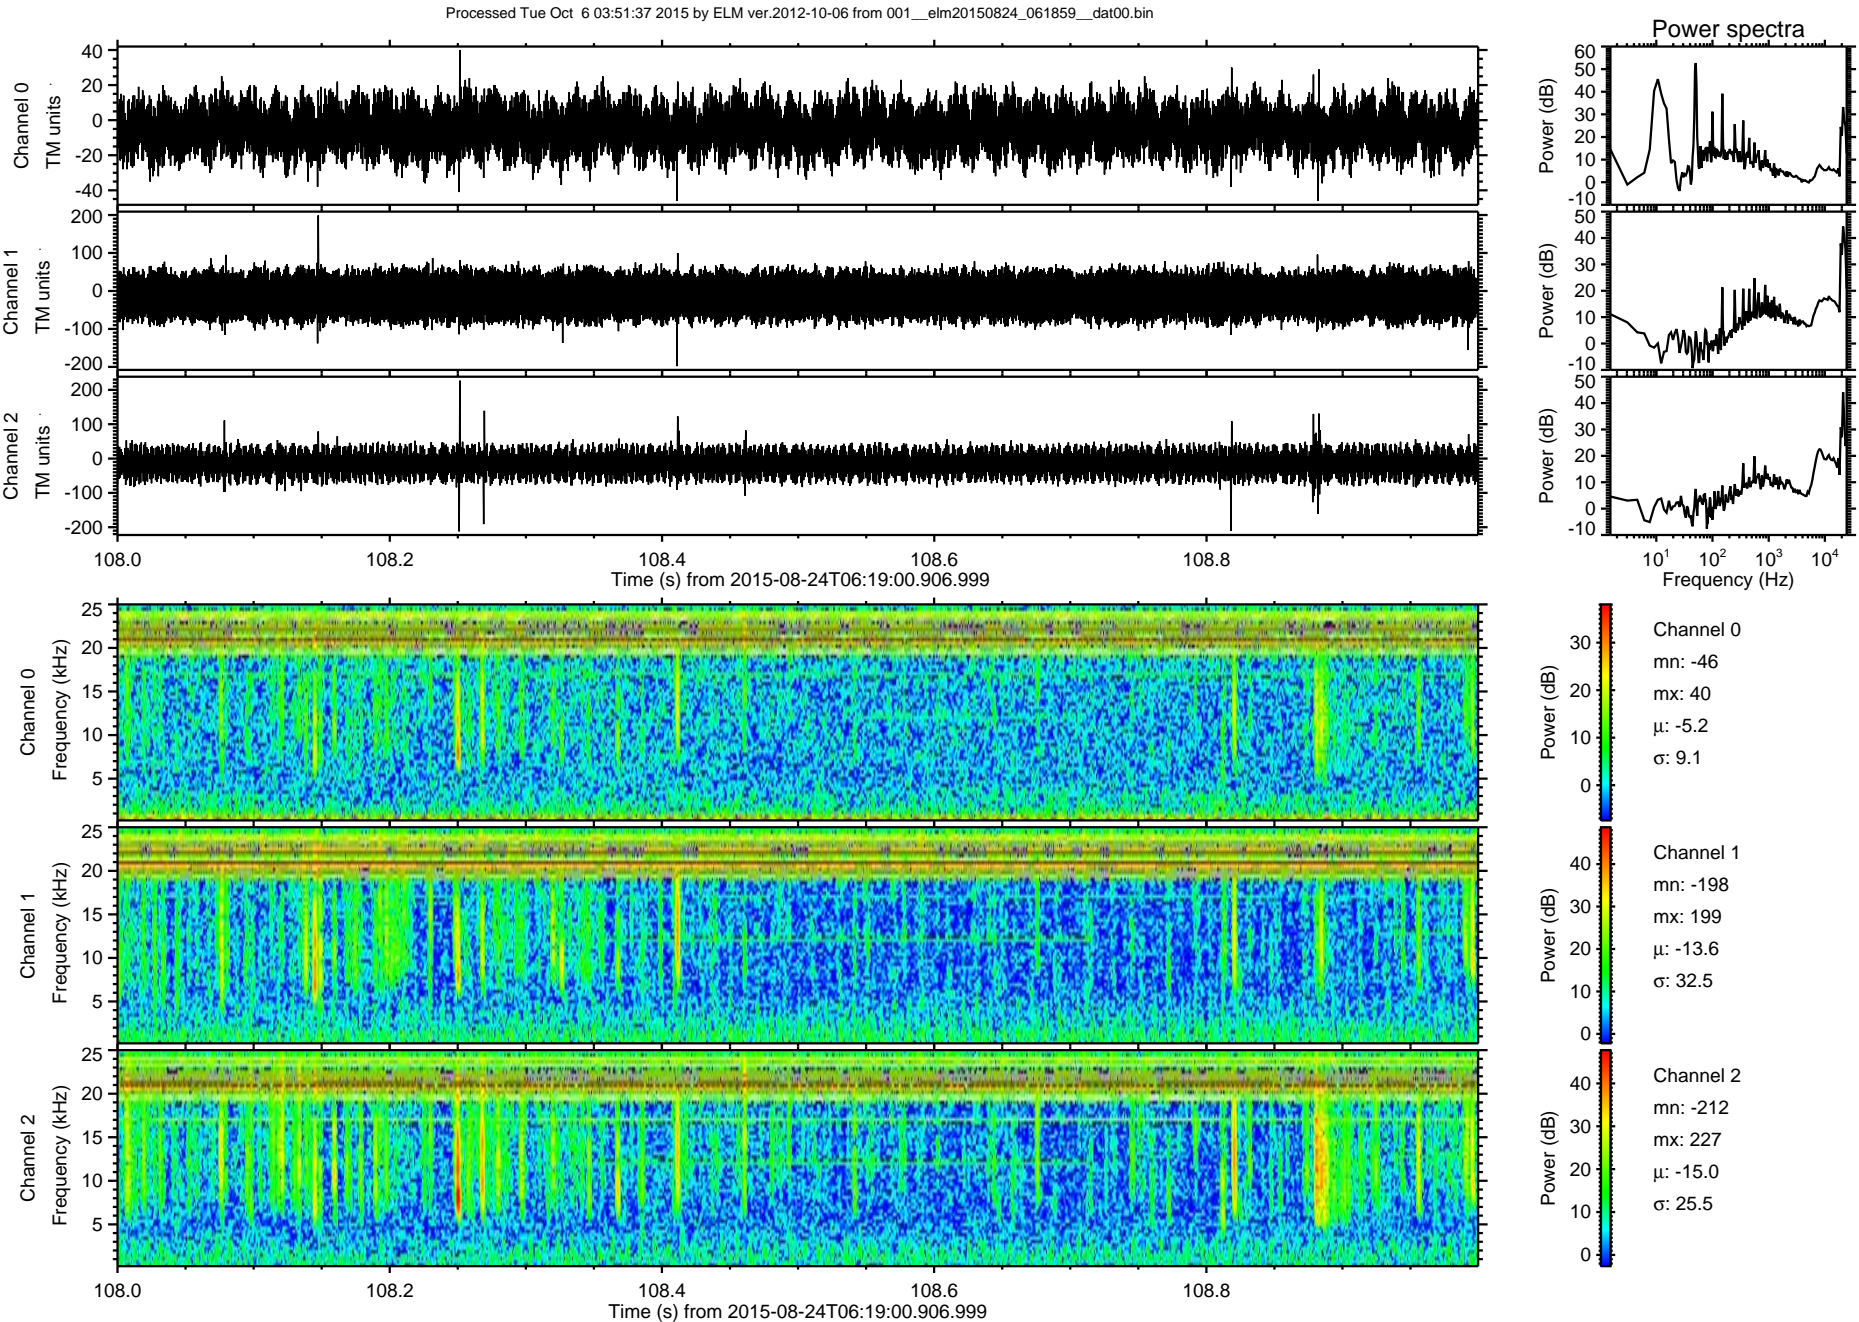 Processed Tue Oct 6 03:51:37 2015 by ELM ver.2012-10-06 from 001__elm20150824_061859__dat00.bin
Power spectra
Channel 0
TM units
40
20
0
-20
-40
Power (dB)
60
50
40
30
20
10
0
-10
Channel 1
TM units
200
100
0
-100
-200
Power (dB)
50
40
30
20
10
0
-10
Channel 2
TM units
200
100
0
-100
-200
Power (dB)
50
40
30
20
10
0
-10
108.0 108.2 108.4 108.6 108.8
Time (s) from 2015-08-24T06:19:00.906.999
10¹ 10² 10³ 10⁴
Frequency (Hz)
Channel 0
Frequency (kHz)
25
20
15
10
5
Power (dB)
30
20
10
0
Channel 0
mn: -46
mx: 40
μ: -5.2
σ: 9.1
Channel 1
Frequency (kHz)
25
20
15
10
5
Power (dB)
40
30
20
10
0
Channel 1
mn: -198
mx: 199
μ: -13.6
σ: 32.5
Channel 2
Frequency (kHz)
25
20
15
10
5
Power (dB)
40
30
20
10
0
Channel 2
mn: -212
mx: 227
μ: -15.0
σ: 25.5
108.0 108.2 108.4 108.6 108.8
Time (s) from 2015-08-24T06:19:00.906.999